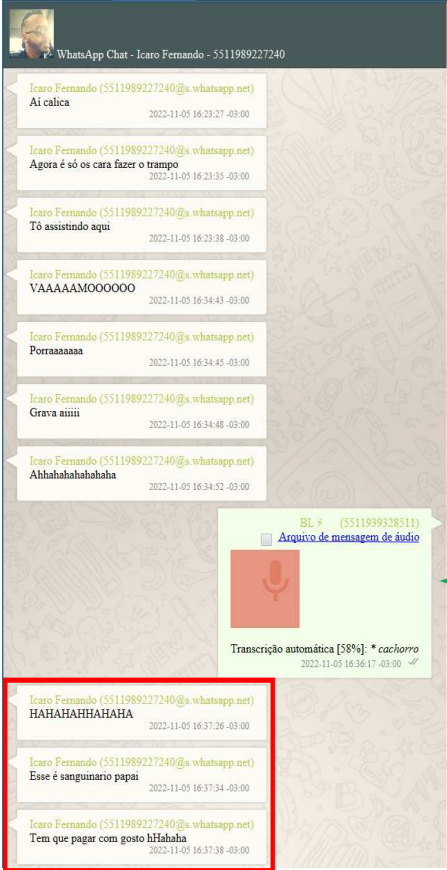 WhatsApp Chat - Icaro Fernando - 5511989227240
Icaro Fernando (5511989227240@s.whatsapp.net)
Aí calica
2022-11-05 16:23:27 -03:00
Icaro Fernando (5511989227240@s.whatsapp.net)
Agora é só os cara fazer o trampo
2022-11-05 16:23:35 -03:00
Icaro Fernando (5511989227240@s.whatsapp.net)
Tô assistindo aqui
2022-11-05 16:23:38 -03:00
Icaro Fernando (5511989227240@s.whatsapp.net)
VAAAAAMOOOOOO
2022-11-05 16:34:43 -03:00
Icaro Fernando (5511989227240@s.whatsapp.net)
Porraaaaaaa
2022-11-05 16:34:45 -03:00
Icaro Fernando (5511989227240@s.whatsapp.net)
Grava aiiiii
2022-11-05 16:34:48 -03:00
Icaro Fernando (5511989227240@s.whatsapp.net)
Ahhahahahahahaha
2022-11-05 16:34:52 -03:00
BL⚡ (5511939328511)
Arquivo de mensagem de áudio
Transcrição automática [58%]: * cachorro
2022-11-05 16:36:17 -03:00
Icaro Fernando (5511989227240@s.whatsapp.net)
HAHAHAHHAHAHA
2022-11-05 16:37:26 -03:00
Icaro Fernando (5511989227240@s.whatsapp.net)
Esse é sanguinario papai
2022-11-05 16:37:34 -03:00
Icaro Fernando (5511989227240@s.whatsapp.net)
Tem que pagar com gosto hHahaha
2022-11-05 16:37:38 -03:00